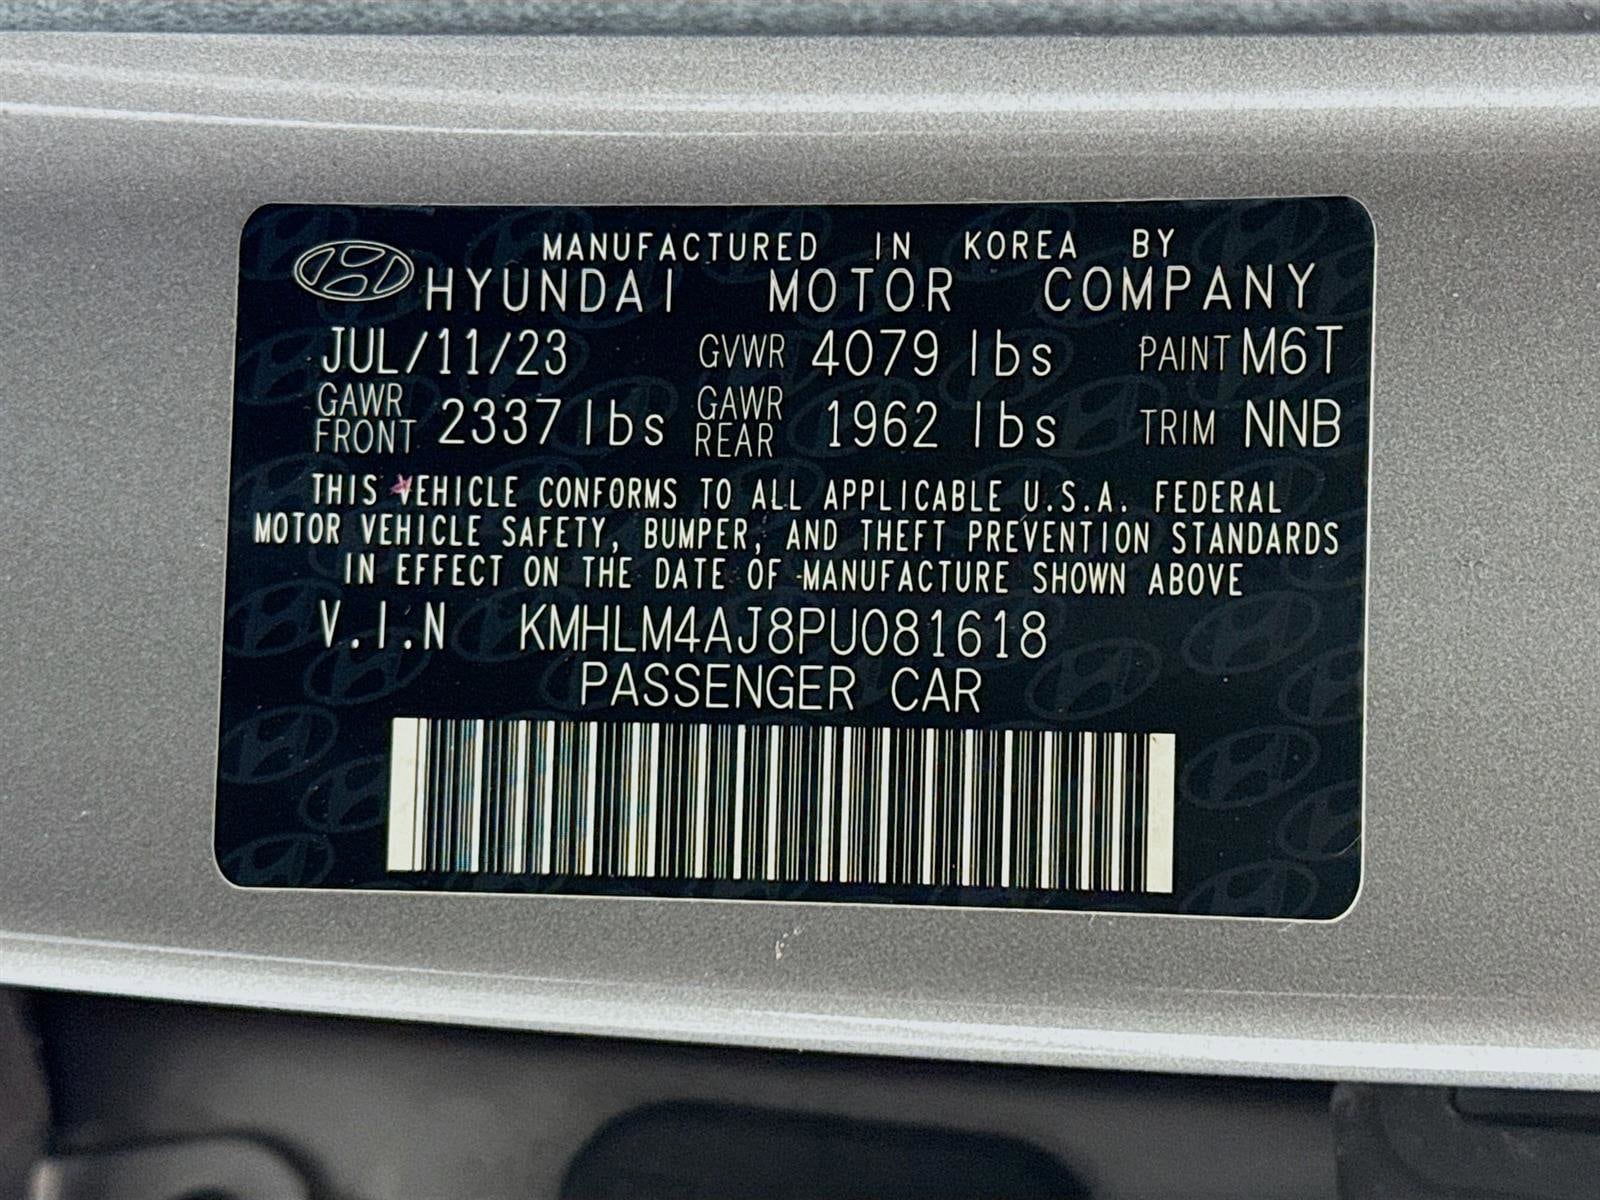 MANUFACTURED IN KOREA BY
HYUNDAI MOTOR COMPANY
JUL/11/23 GVWR 4079 lbs PAINT M6T
GAWR FRONT 2337 lbs GAWR REAR 1962 lbs TRIM NNB
THIS VEHICLE CONFORMS TO ALL APPLICABLE U.S.A. FEDERAL
MOTOR VEHICLE SAFETY, BUMPER, AND THEFT PREVENTION STANDARDS
IN EFFECT ON THE DATE OF MANUFACTURE SHOWN ABOVE
V.I.N KMHLM4AJ8PU081618
PASSENGER CAR